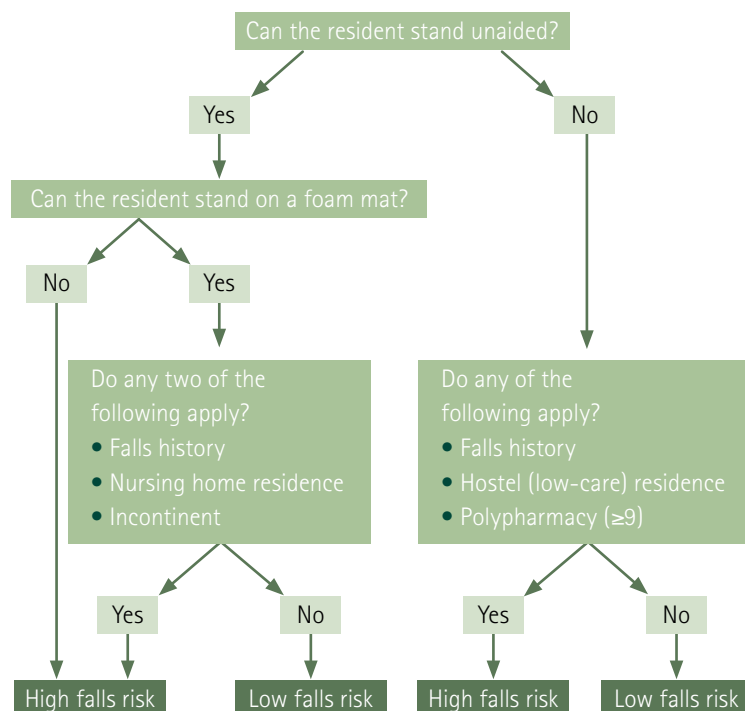 Can the resident stand unaided?
Yes
No
Can the resident stand on a foam mat?
No
Yes
Do any two of the
following apply?
• Falls history
• Nursing home residence
• Incontinent
Do any of the
following apply?
• Falls history
• Hostel (low-care) residence
• Polypharmacy (≥9)
Yes
No
Yes
No
High falls risk
Low falls risk
High falls risk
Low falls risk